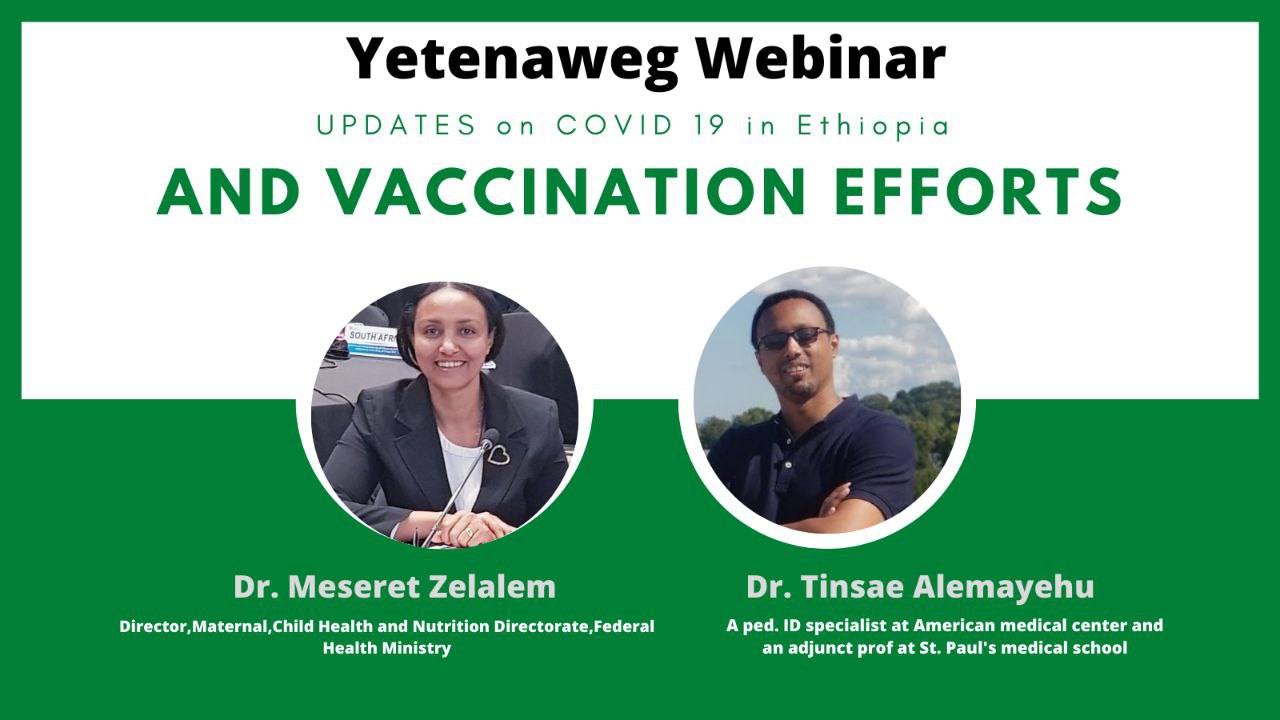 Yetenaweg Webinar
UPDATES on COVID 19 in Ethiopia
AND VACCINATION EFFORTS
SOUTH AFRI
Dr. Meseret Zelalem
Director,Maternal,Child Health and Nutrition Directorate,Federal
Health Ministry
Dr. Tinsae Alemayehu
A ped. ID specialist at American medical center and
an adjunct prof at St. Paul's medical school